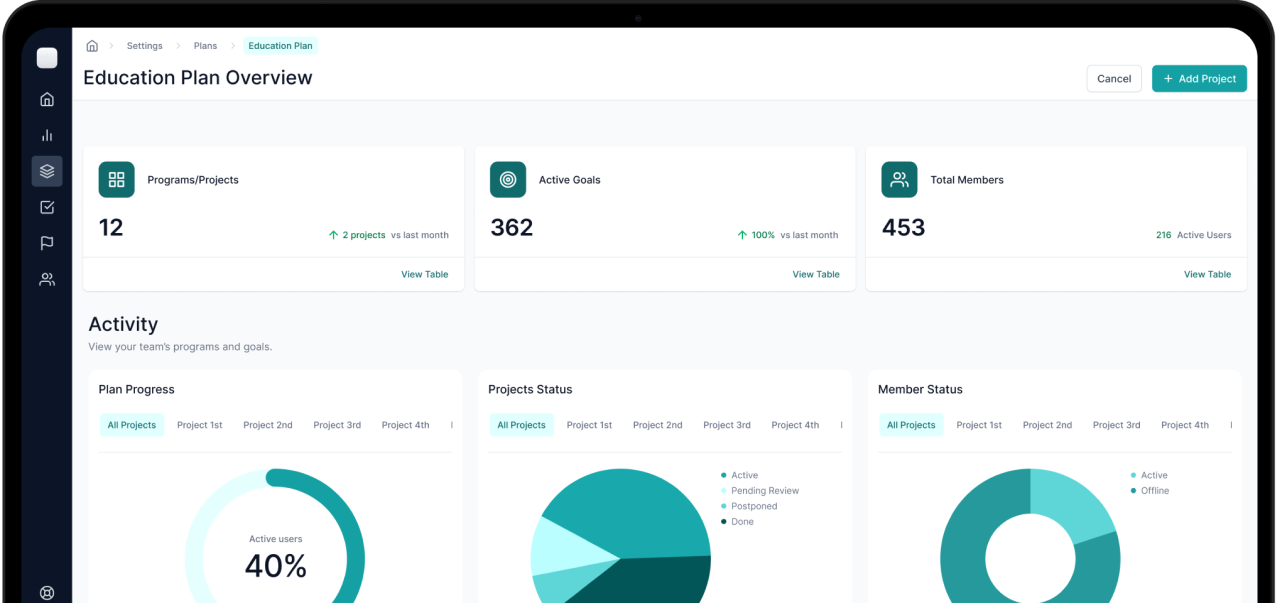 Settings Plans Education Plan
Education Plan Overview
Cancel
Add Project
Programs/Projects
12
2 projects vs last month
View Table
Active Goals
362
100% vs last month
View Table
Total Members
453
216 Active Users
View Table
Activity
View your team's programs and goals.
Plan Progress
All Projects Project 1st Project 2nd Project 3rd Project 4th
Active users
40%
Projects Status
All Projects Project 1st Project 2nd Project 3rd Project 4th
Active
Pending Review
Postponed
Done
Member Status
All Projects Project 1st Project 2nd Project 3rd Project 4th
Active
Offline